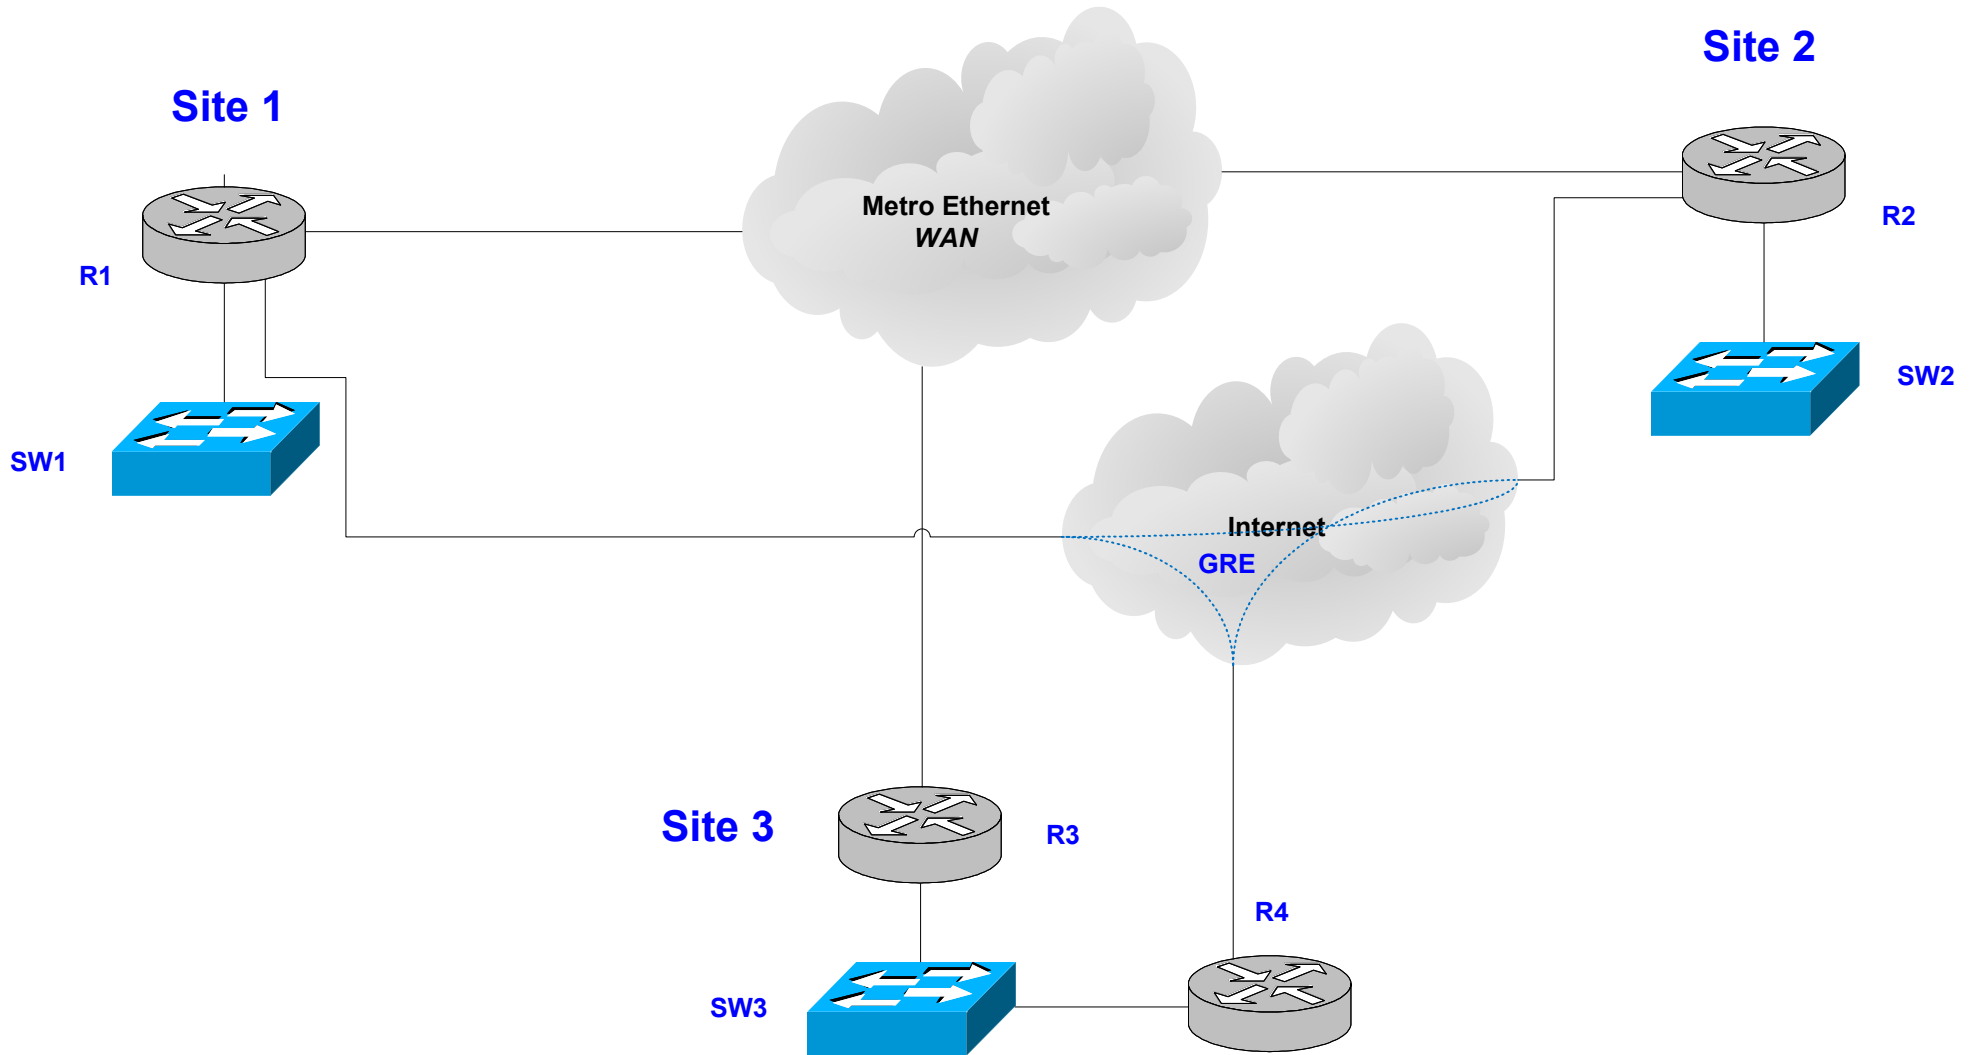 Site 2
Site 1
Metro Ethernet
WAN
R2
R1
SW2
SW1
Internet
GRE
Site 3
R3
R4
SW3